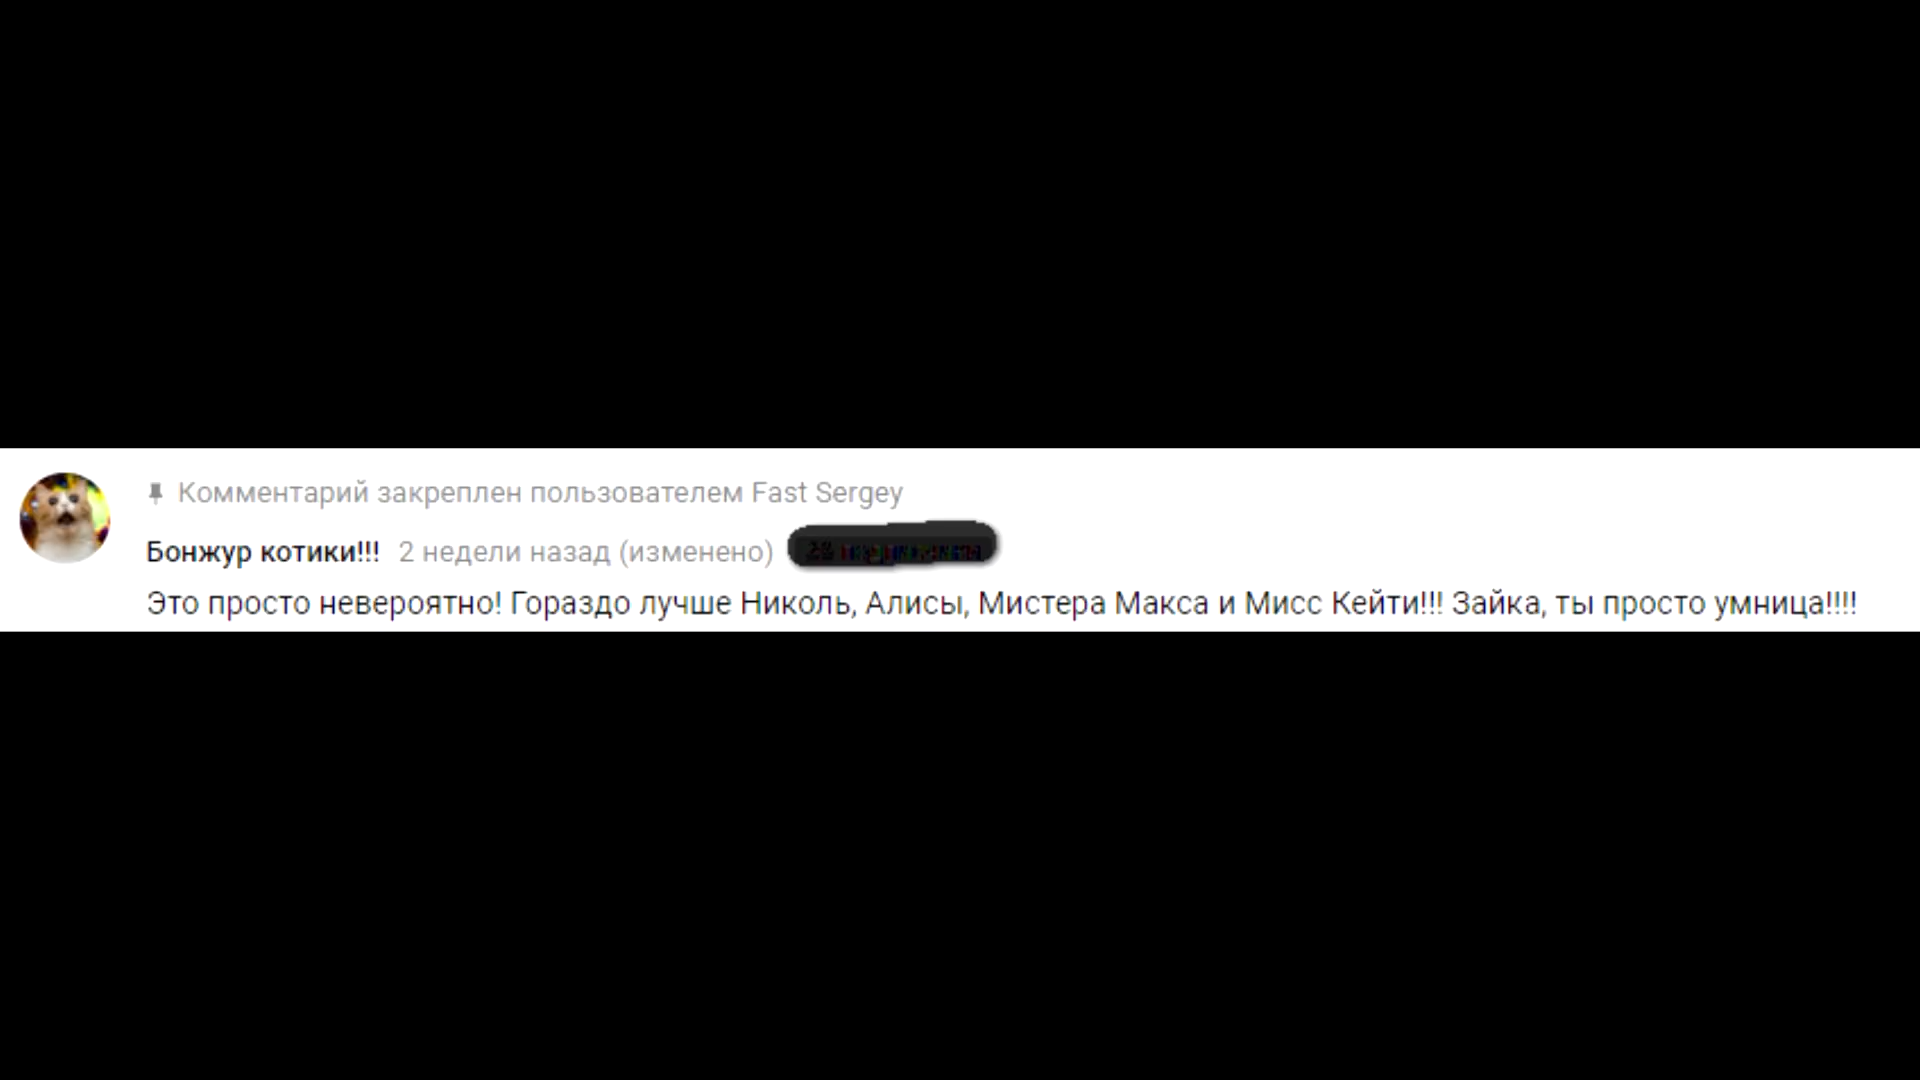 Комментарий закреплен пользователем Fast Sergey
Бонжур котики!!! 2 недели назад (изменено)
Это просто невероятно! Гораздо лучше Николь, Алисы, Мистера Макса и Мисс Кейти!!! Зайка, ты просто умница!!!!